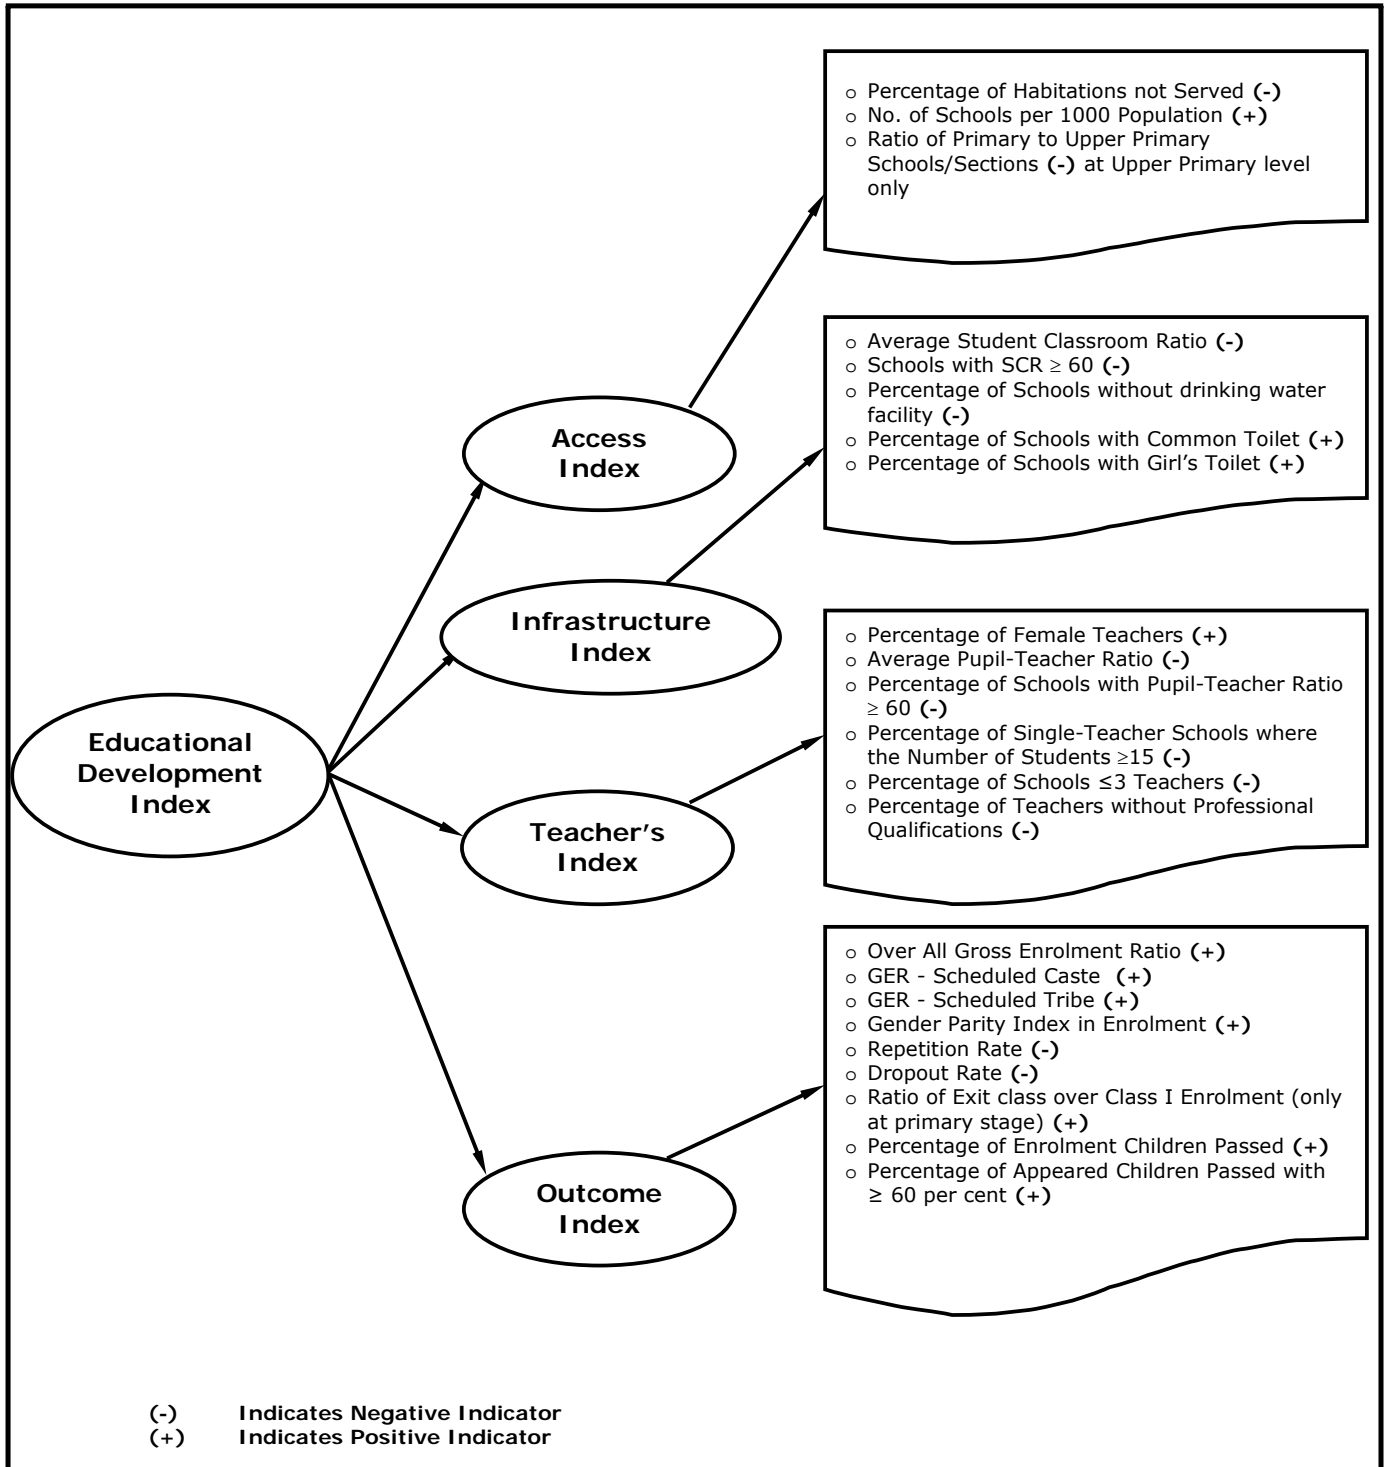 o Percentage of Habitations not Served (-)
o No. of Schools per 1000 Population (+)
o Ratio of Primary to Upper Primary
Schools/Sections (-) at Upper Primary level
only
o Average Student Classroom Ratio (-)
o Schools with SCR ≥ 60 (-)
o Percentage of Schools without drinking water
facility (-)
o Percentage of Schools with Common Toilet (+)
o Percentage of Schools with Girl's Toilet (+)
Access
Index
Infrastructure
Index
o Percentage of Female Teachers (+)
o Average Pupil-Teacher Ratio (-)
o Percentage of Schools with Pupil-Teacher Ratio
≥ 60 (-)
o Percentage of Single-Teacher Schools where
the Number of Students ≥15 (-)
o Percentage of Schools ≤3 Teachers (-)
o Percentage of Teachers without Professional
Qualifications (-)
Educational
Development
Index
Teacher's
Index
o Over All Gross Enrolment Ratio (+)
o GER - Scheduled Caste (+)
o GER - Scheduled Tribe (+)
o Gender Parity Index in Enrolment (+)
o Repetition Rate (-)
o Dropout Rate (-)
o Ratio of Exit class over Class I Enrolment (only
at primary stage) (+)
o Percentage of Enrolment Children Passed (+)
o Percentage of Appeared Children Passed with
≥ 60 per cent (+)
Outcome
Index
(-) Indicates Negative Indicator
(+) Indicates Positive Indicator